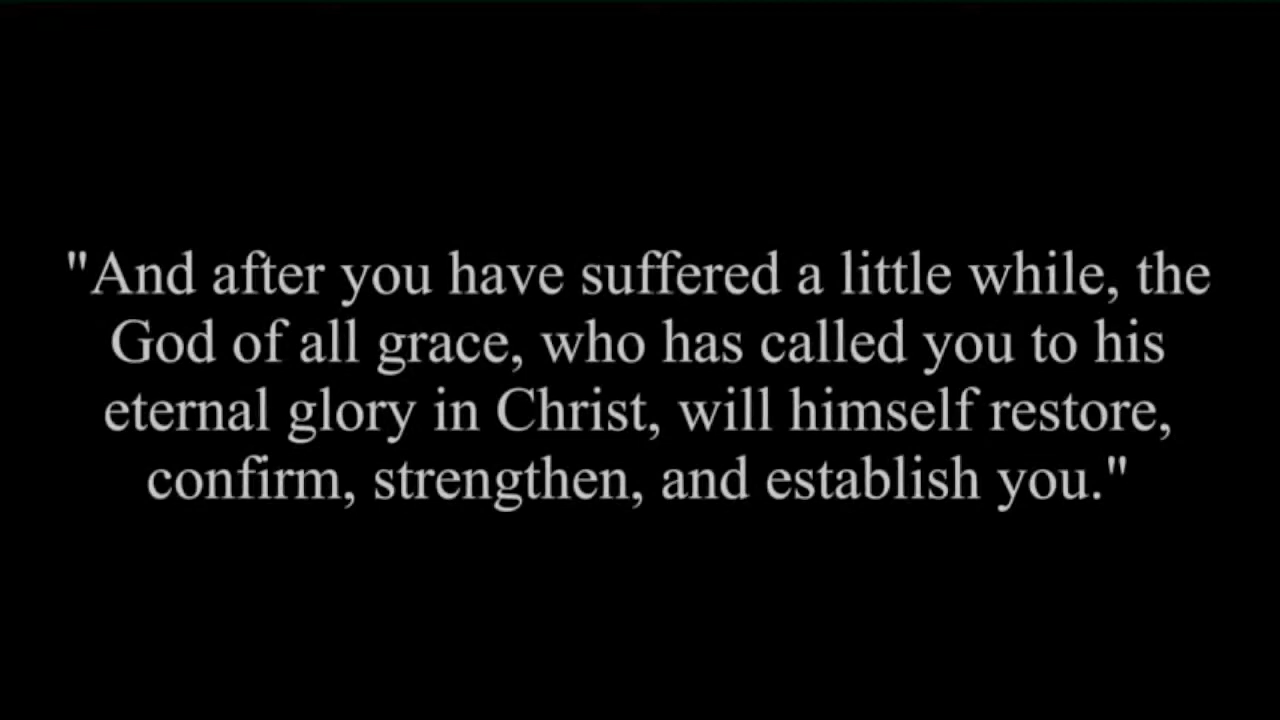 "And after you have suffered a little while, the
God of all grace, who has called you to his
eternal glory in Christ, will himself restore,
confirm, strengthen, and establish you."